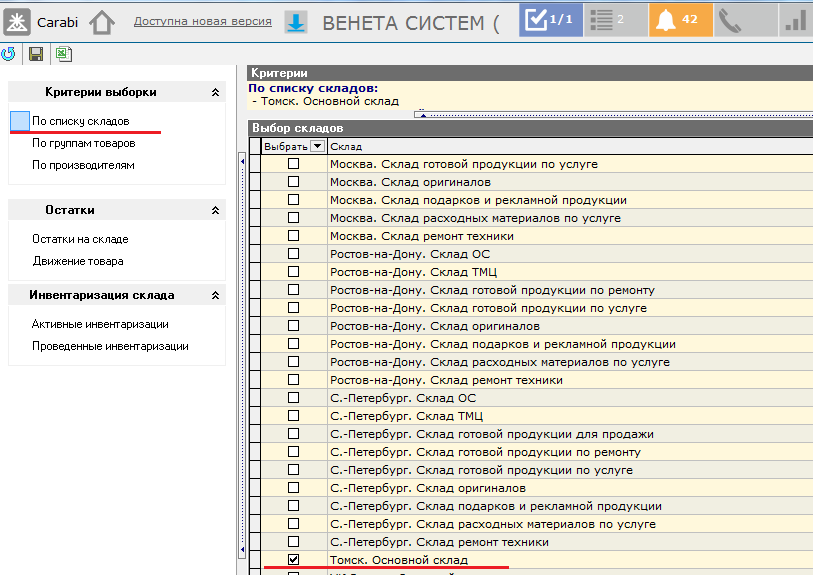 Carabi
Доступна новая версия
ВЕНЕТА СИСТЕМ (
1/1
2
42
Критерии выборки
По списку складов
По группам товаров
По производителям
Остатки
Остатки на складе
Движение товара
Инвентаризация склада
Активные инвентаризации
Проведенные инвентаризации
Критерии
По списку складов:
- Томск. Основной склад
Выбор складов
Выбрать Склад
Москва. Склад готовой продукции по услуге
Москва. Склад оригиналов
Москва. Склад подарков и рекламной продукции
Москва. Склад расходных материалов по услуге
Москва. Склад ремонт техники
Ростов-на-Дону. Склад ОС
Ростов-на-Дону. Склад ТМЦ
Ростов-на-Дону. Склад готовой продукции по ремонту
Ростов-на-Дону. Склад готовой продукции по услуге
Ростов-на-Дону. Склад оригиналов
Ростов-на-Дону. Склад подарков и рекламной продукции
Ростов-на-Дону. Склад расходных материалов по услуге
Ростов-на-Дону. Склад ремонт техники
С.-Петербург. Склад ОС
С.-Петербург. Склад ТМЦ
С.-Петербург. Склад готовой продукции для продажи
С.-Петербург. Склад готовой продукции по ремонту
С.-Петербург. Склад готовой продукции по услуге
С.-Петербург. Склад оригиналов
С.-Петербург. Склад подарков и рекламной продукции
С.-Петербург. Склад расходных материалов по услуге
С.-Петербург. Склад ремонт техники
Томск. Основной склад